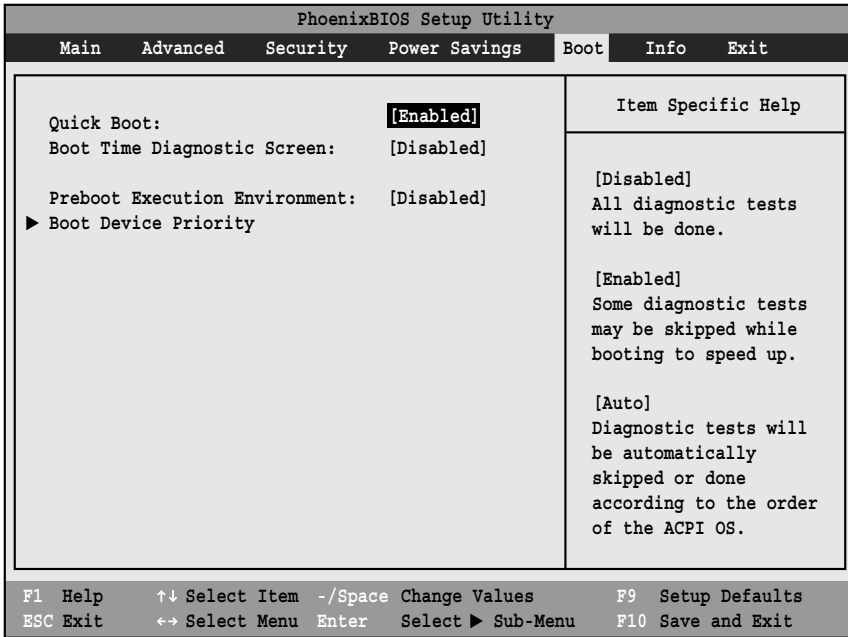 PhoenixBIOS Setup Utility
Main Advanced Security Power Savings Boot Info Exit
Quick Boot: [Enabled]
Boot Time Diagnostic Screen: [Disabled]
Preboot Execution Environment: [Disabled]
▶ Boot Device Priority
Item Specific Help
[Disabled]
All diagnostic tests
will be done.
[Enabled]
Some diagnostic tests
may be skipped while
booting to speed up.
[Auto]
Diagnostic tests will
be automatically
skipped or done
according to the order
of the ACPI OS.
F1 Help ↑↓ Select Item -/Space Change Values F9 Setup Defaults
ESC Exit ←→ Select Menu Enter Select ▶ Sub-Menu F10 Save and Exit